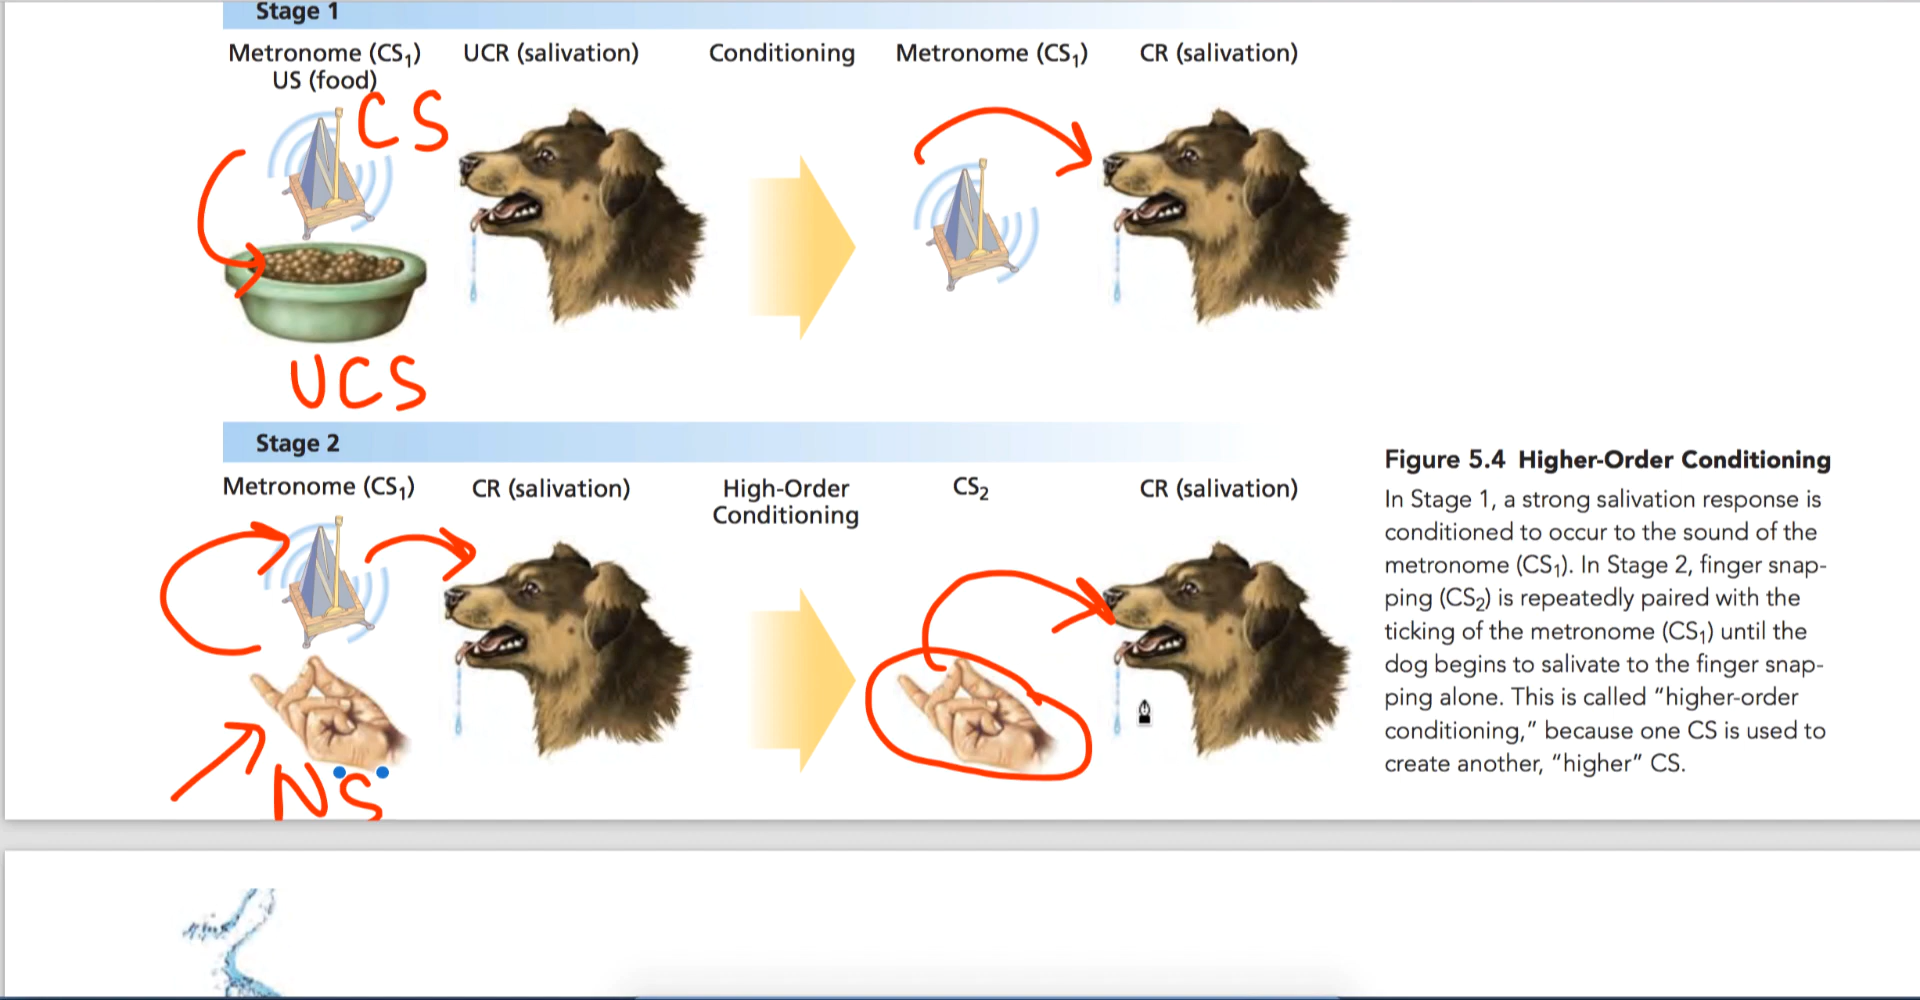 Stage 1
Metronome (CS₁) UCR (salivation) Conditioning Metronome (CS₁) CR (salivation)
US (food)
CS
UCS
Stage 2
Metronome (CS₁) CR (salivation) High-Order CS₂ CR (salivation)
Conditioning
NS
Figure 5.4 Higher-Order Conditioning
In Stage 1, a strong salivation response is
conditioned to occur to the sound of the
metronome (CS₁). In Stage 2, finger snap-
ping (CS₂) is repeatedly paired with the
ticking of the metronome (CS₁) until the
dog begins to salivate to the finger snap-
ping alone. This is called “higher-order
conditioning,” because one CS is used to
create another, “higher” CS.